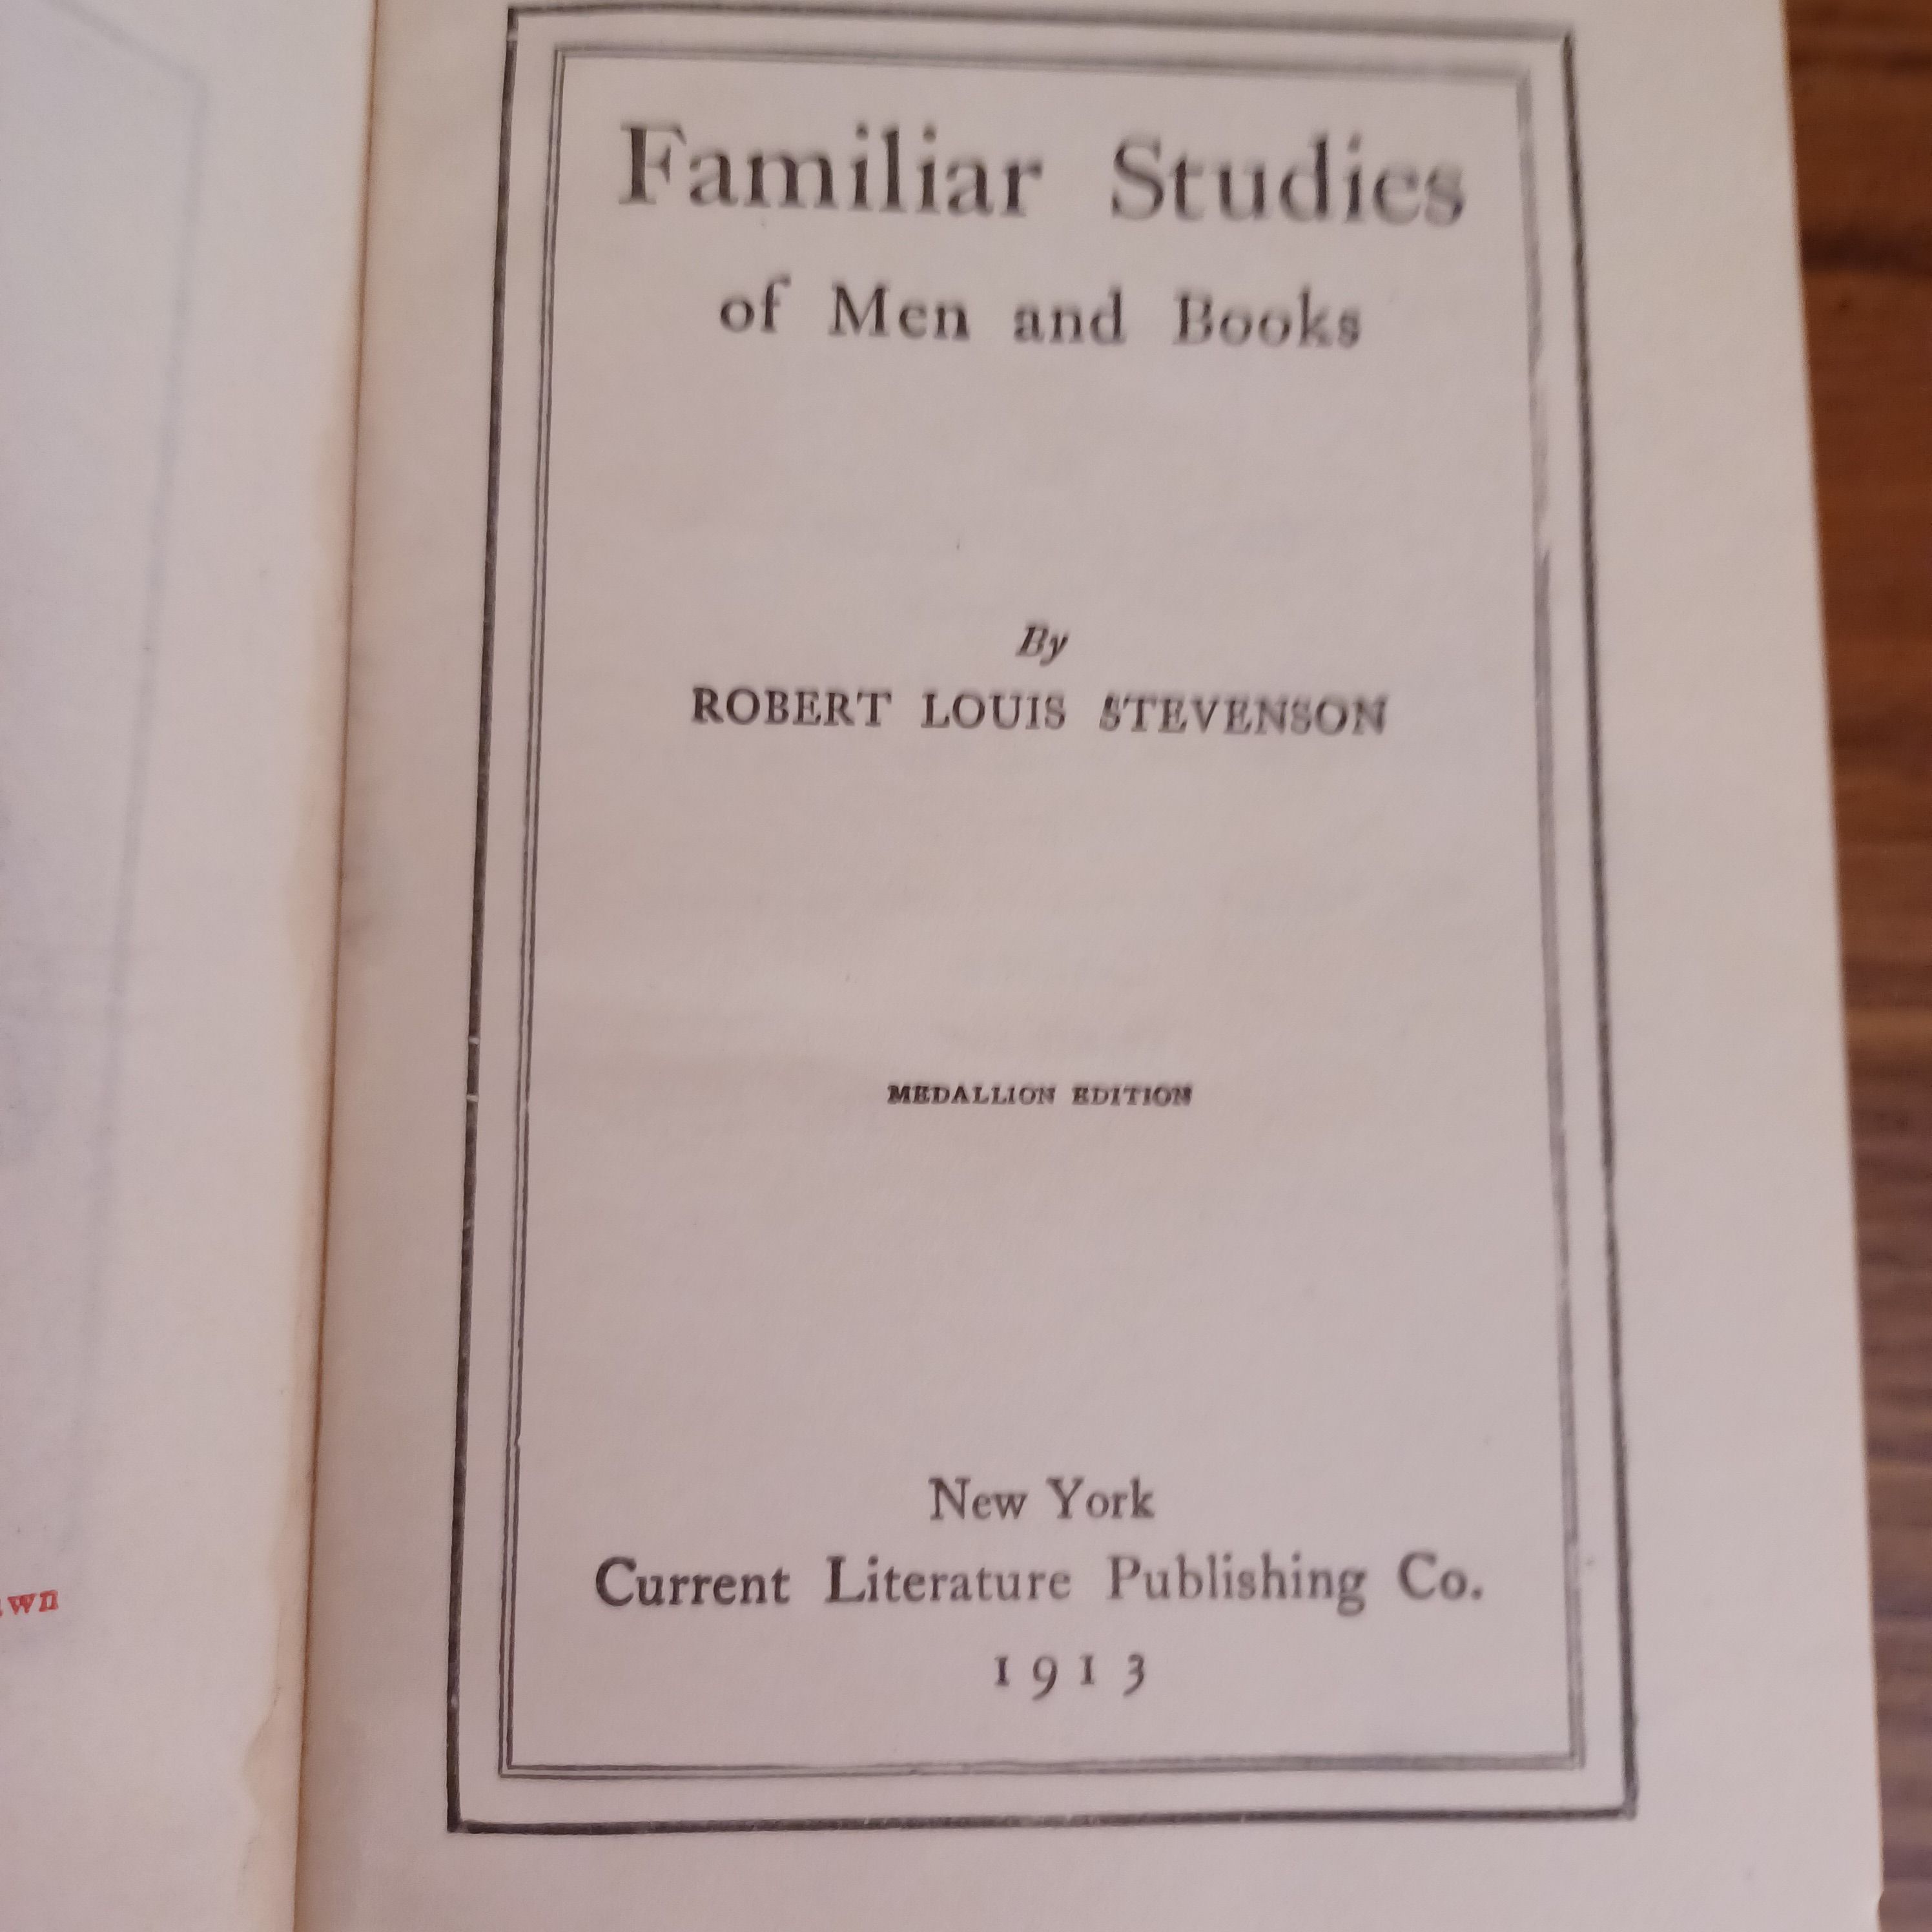 Familiar Studies
of Men and Books
By
ROBERT LOUIS STEVENSON
MEDALLION EDITION
New York
Current Literature Publishing Co.
1913